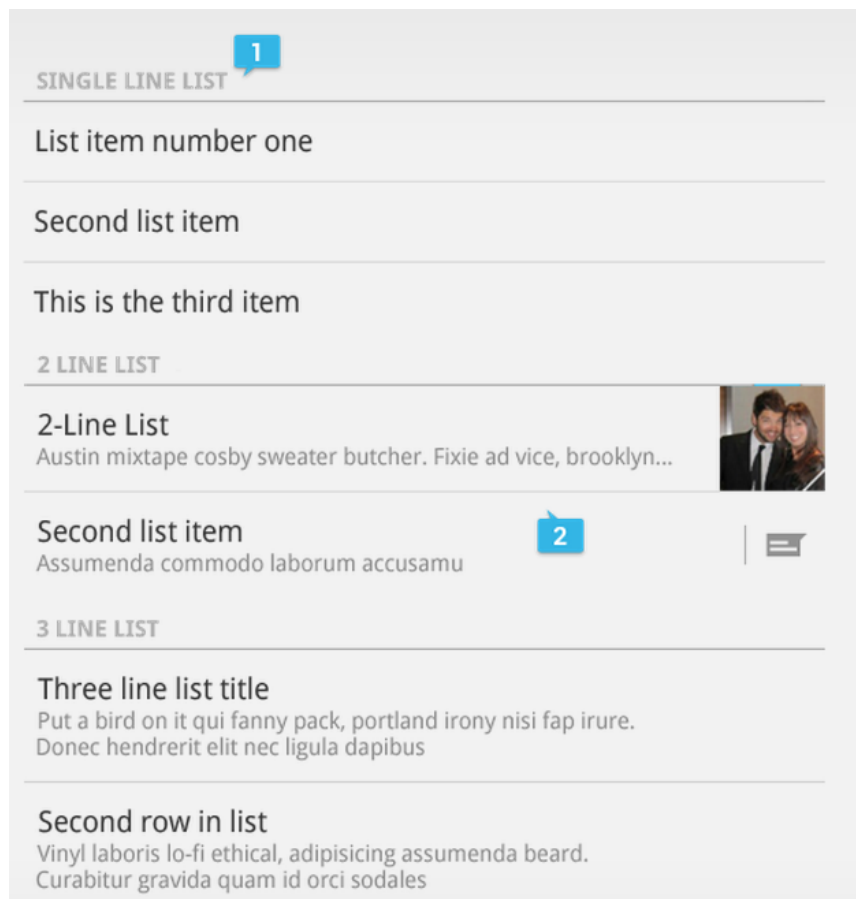 1
SINGLE LINE LIST
List item number one
Second list item
This is the third item
2 LINE LIST
2-Line List
Austin mixtape cosby sweater butcher. Fixie ad vice, brooklyn...
Second list item
2
Assumenda commodo laborum accusamu
3 LINE LIST
Three line list title
Put a bird on it qui fanny pack, portland irony nisi fap irure.
Donec hendrerit elit nec ligula dapibus
Second row in list
Vinyl laboris lo-fi ethical, adipisicing assumenda beard.
Curabitur gravida quam id orci sodales